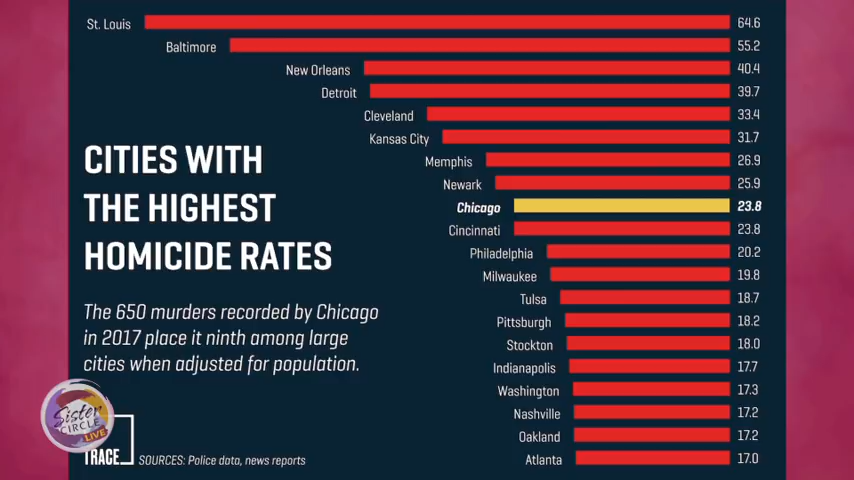 St. Louis 64.6
Baltimore 55.2
New Orleans 40.4
Detroit 39.7
Cleveland 33.4
Kansas City 31.7
Memphis 26.9
Newark 25.9
Chicago 23.8
Cincinnati 23.8
Philadelphia 20.2
Milwaukee 19.8
Tulsa 18.7
Pittsburgh 18.2
Stockton 18.0
Indianapolis 17.7
Washington 17.3
Nashville 17.2
Oakland 17.2
Atlanta 17.0
CITIES WITH
THE HIGHEST
HOMICIDE RATES
The 650 murders recorded by Chicago
in 2017 place it ninth among large
cities when adjusted for population.
Sister
CIRCLE
LIVE
TRACE
SOURCES: Police data, news reports